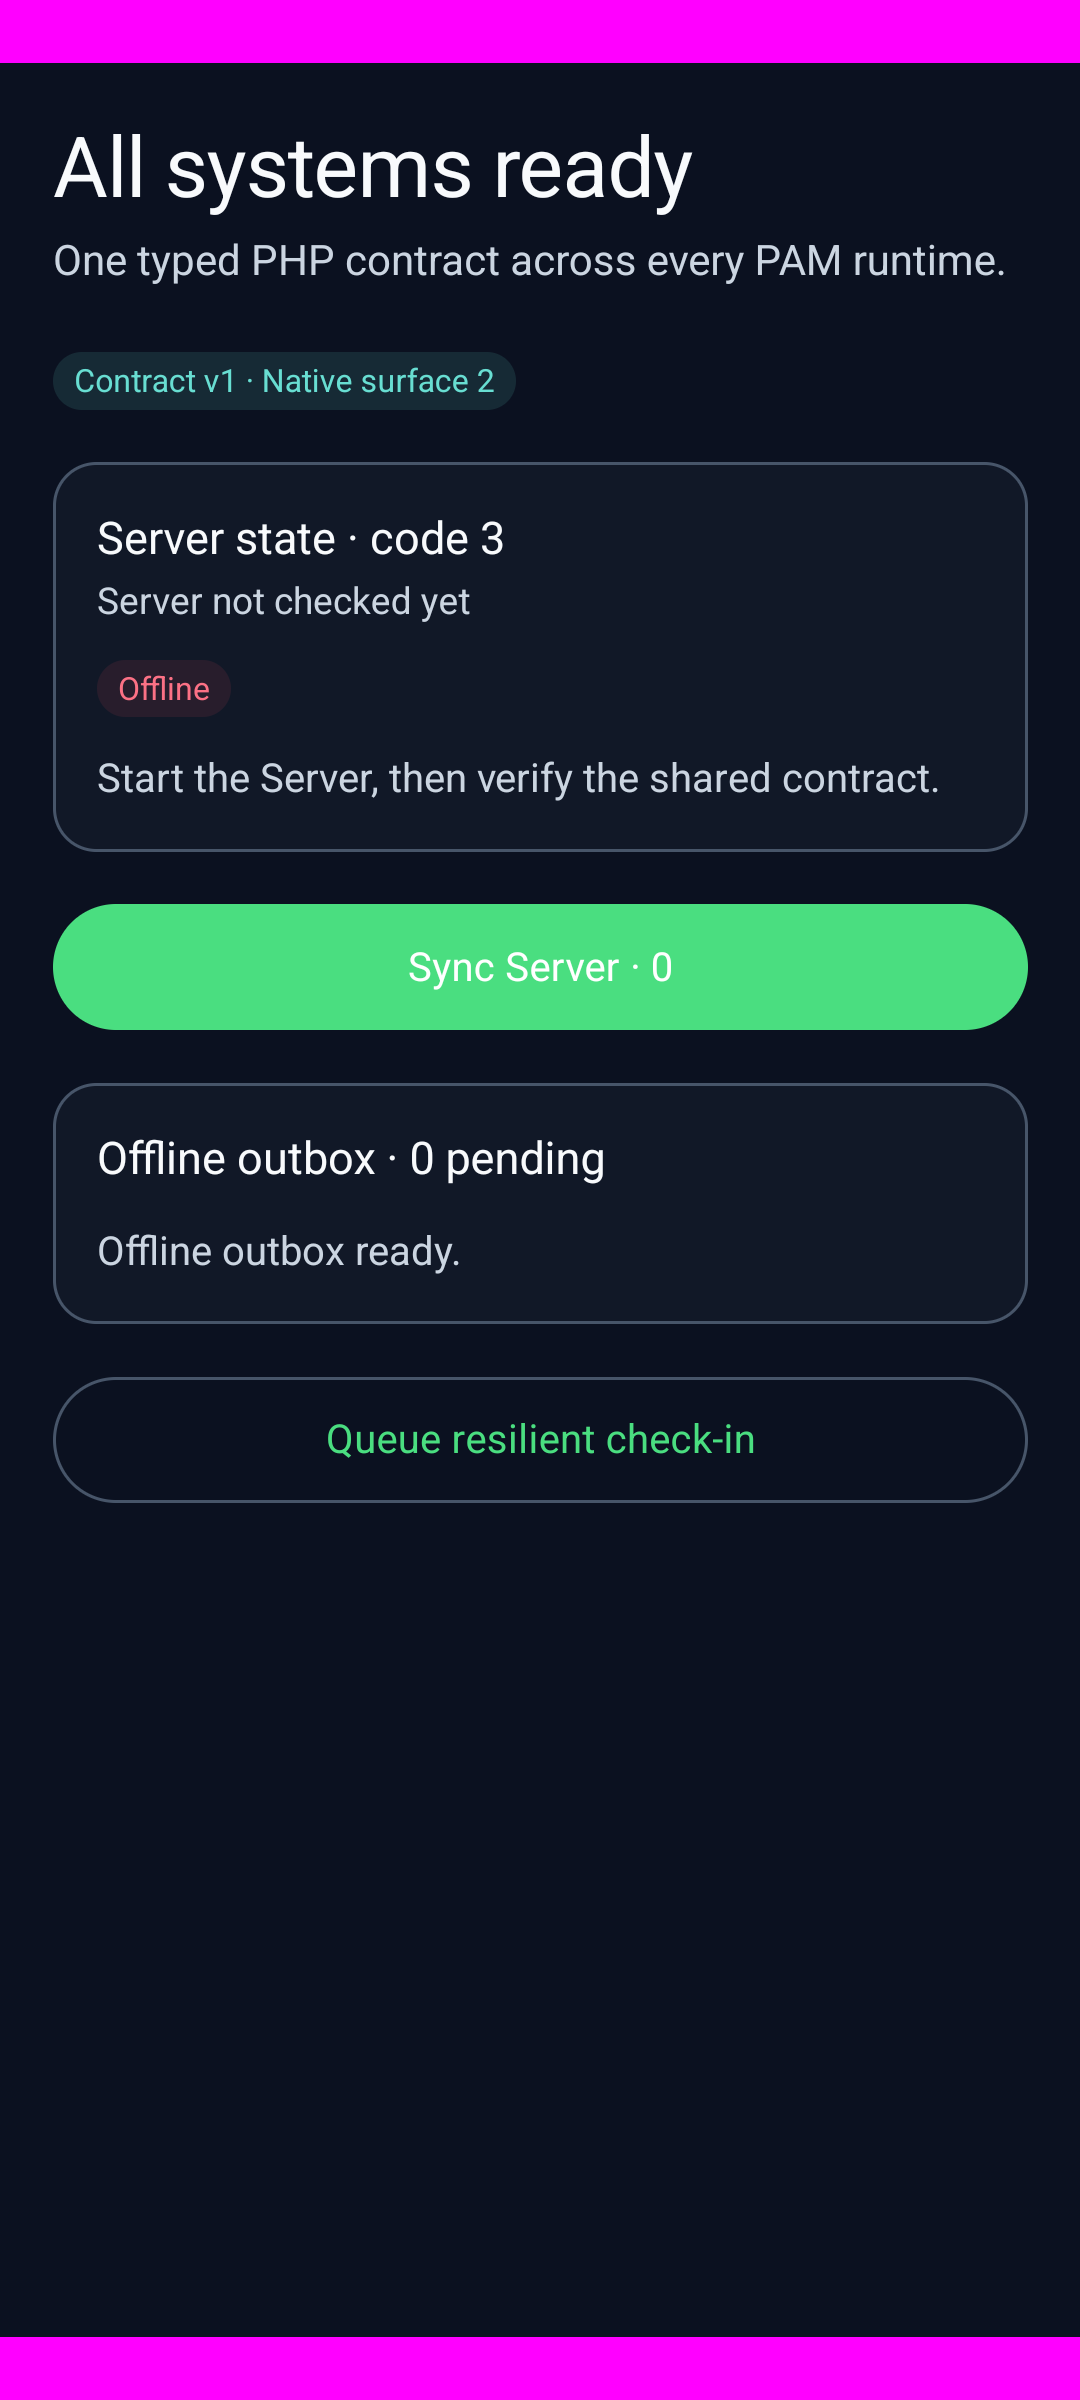 All systems ready
One typed PHP contract across every PAM runtime.
Contract v1 · Native surface 2
Server state · code 3
Server not checked yet
Offline
Start the Server, then verify the shared contract.
Sync Server · 0
Offline outbox · 0 pending
Offline outbox ready.
Queue resilient check-in